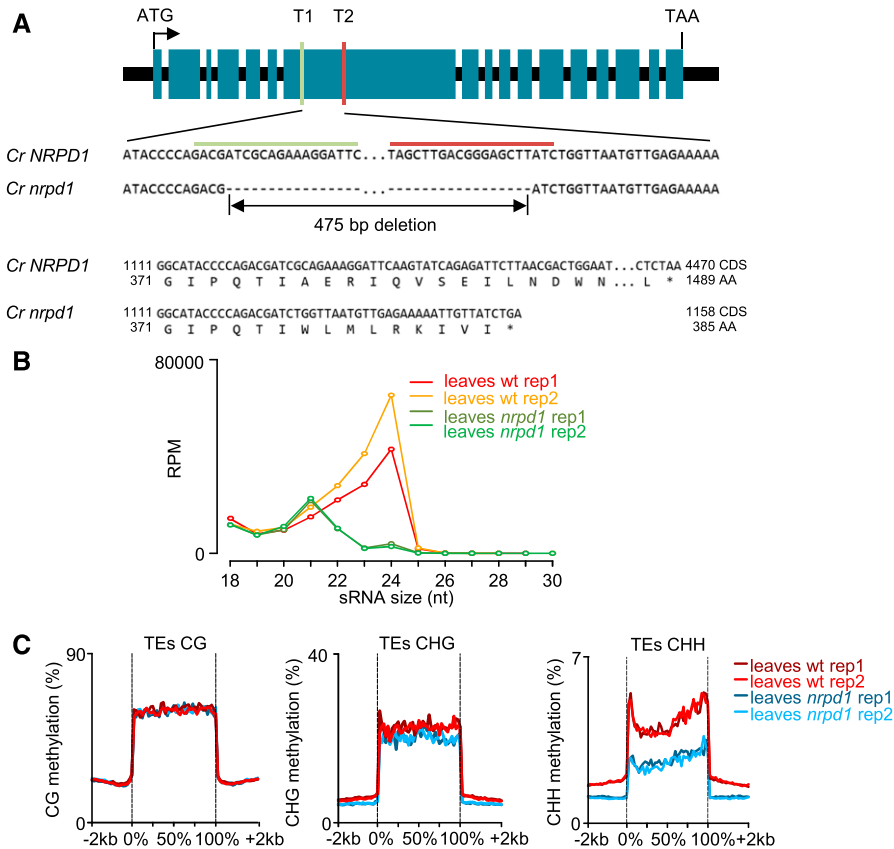 A
ATG T1 T2 TAA
Cr NRPD1 ATACCCCAGACGATCGCAGAAAGGATTC...TAGCTTGACGGGAGCTTATCTGGTTAATGTTGAGAAAAA
Cr nrpd1 ATACCCCAGACG---------------...----------------ATCTGGTTAATGTTGAGAAAAA
475 bp deletion
Cr NRPD1 1111 GGCATACCCCAGACGATCGCAGAAAGGATTCAAGTATCAGAGATTCTTAACGACTGGAAT...CTCTAA 4470 CDS
371 G I P Q T I A E R I Q V S E I L N D W N ... L * 1489 AA
Cr nrpd1 1111 GGCATACCCCAGACGATCTGGTTAATGTTGAGAAAAATTGTTATCTGA 1158 CDS
371 G I P Q T I W L M L R K I V I * 385 AA
B
80000
0
RPM
leaves wt rep1
leaves wt rep2
leaves nrpd1 rep1
leaves nrpd1 rep2
18 20 22 24 26 28 30
sRNA size (nt)
C
TEs CG
90
0
CG methylation (%)
-2kb 0% 50% 100% +2kb
TEs CHG
40
0
CHG methylation (%)
-2kb 0% 50% 100% +2kb
TEs CHH
7
0
CHH methylation (%)
-2kb 0% 50% 100% +2kb
leaves wt rep1
leaves wt rep2
leaves nrpd1 rep1
leaves nrpd1 rep2